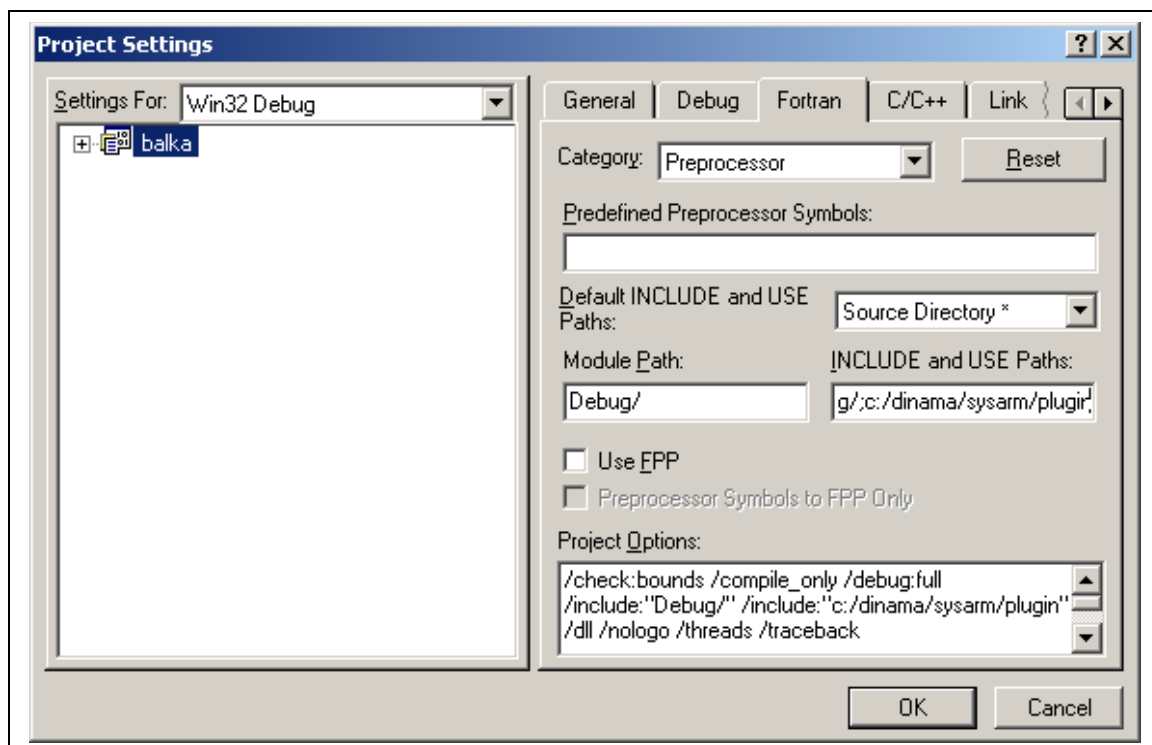 Project Settings
Settings For: Win32 Debug
balka
General Debug Fortran C/C++ Link
Category: Preprocessor Reset
Predefined Preprocessor Symbols:
Default INCLUDE and USE
Paths:
Source Directory *
Module Path: INCLUDE and USE Paths:
Debug/ g/;c:/dinama/sysarm/plugin
Use FPP
Preprocessor Symbols to FPP Only
Project Options:
/check:bounds /compile_only /debug:full
/include:"Debug/" /include:"c:/dinama/sysarm/plugin"
/dll /nologo /threads /traceback
OK Cancel